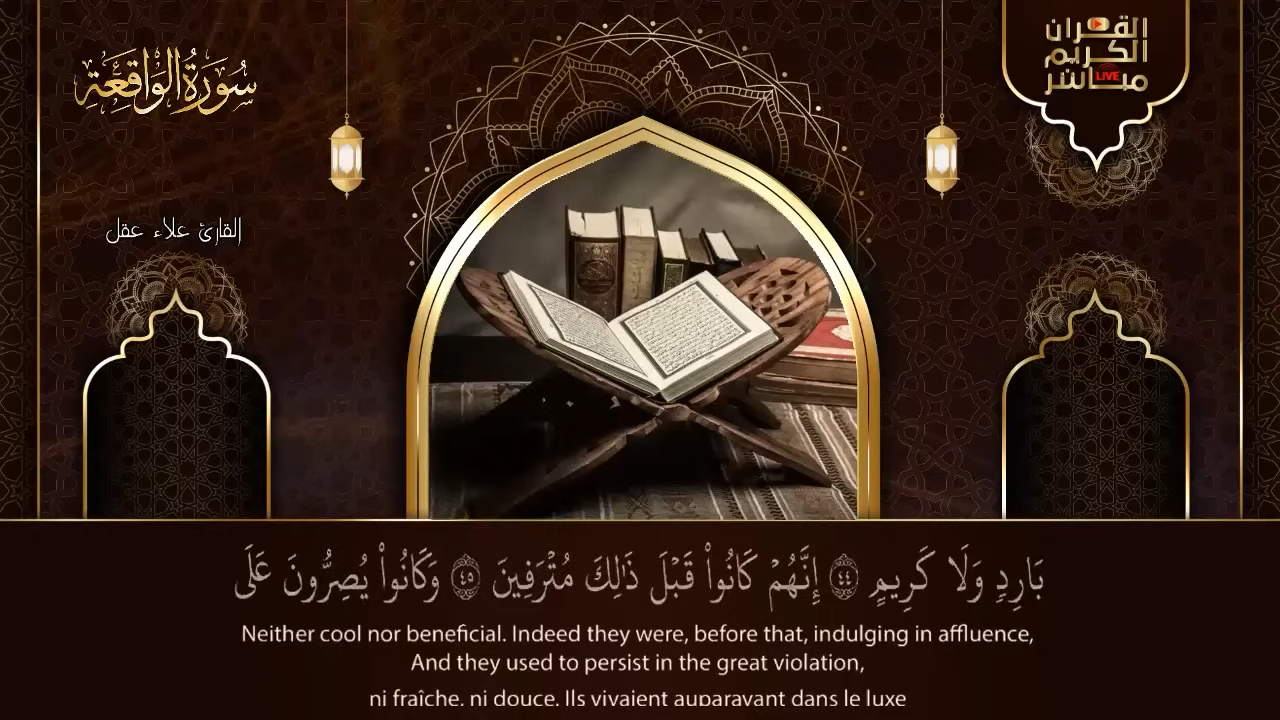 سُورَةُ الوَاقِعَة
القرآن
الكريم
مباشر
LIVE
القارئ علاء عقل
بَارِدٍ وَلَا كَرِيمٍ ٤٤ إِنَّهُمْ كَانُوا۟ قَبْلَ ذَٰلِكَ مُتْرَفِينَ ٤٥ وَكَانُوا۟ يُصِرُّونَ عَلَى
Neither cool nor beneficial. Indeed they were, before that, indulging in affluence,
And they used to persist in the great violation,
ni fraîche, ni douce. Ils vivaient auparavant dans le luxe